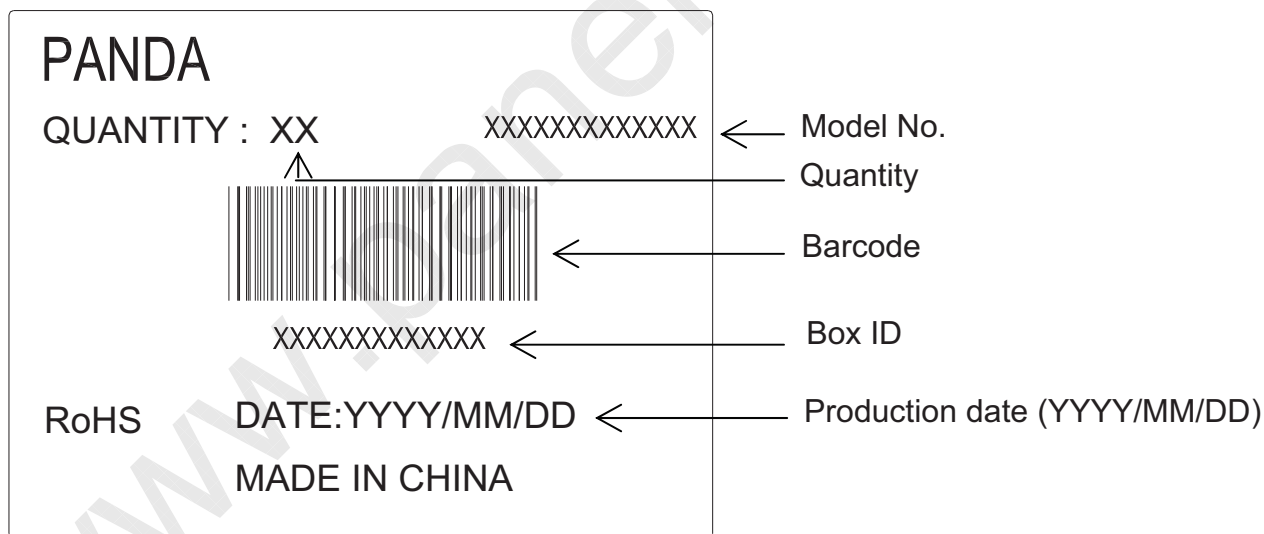 PANDA
QUANTITY : XX XXXXXXXXXXXXX Model No.
Quantity
Barcode
XXXXXXXXXXXXX Box ID
RoHS DATE:YYYY/MM/DD Production date (YYYY/MM/DD)
MADE IN CHINA